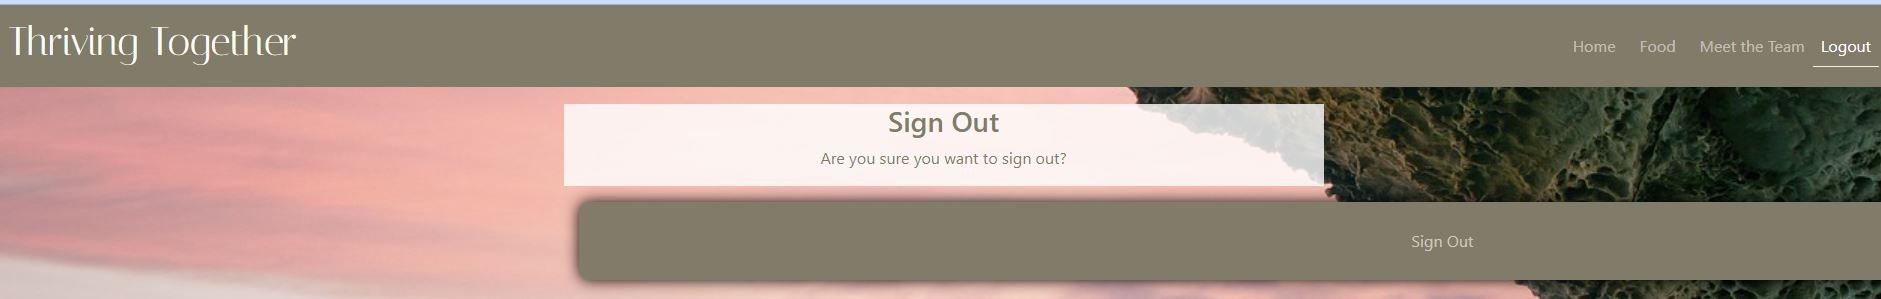 Thriving Together
Home Food Meet the Team Logout
Sign Out
Are you sure you want to sign out?
Sign Out